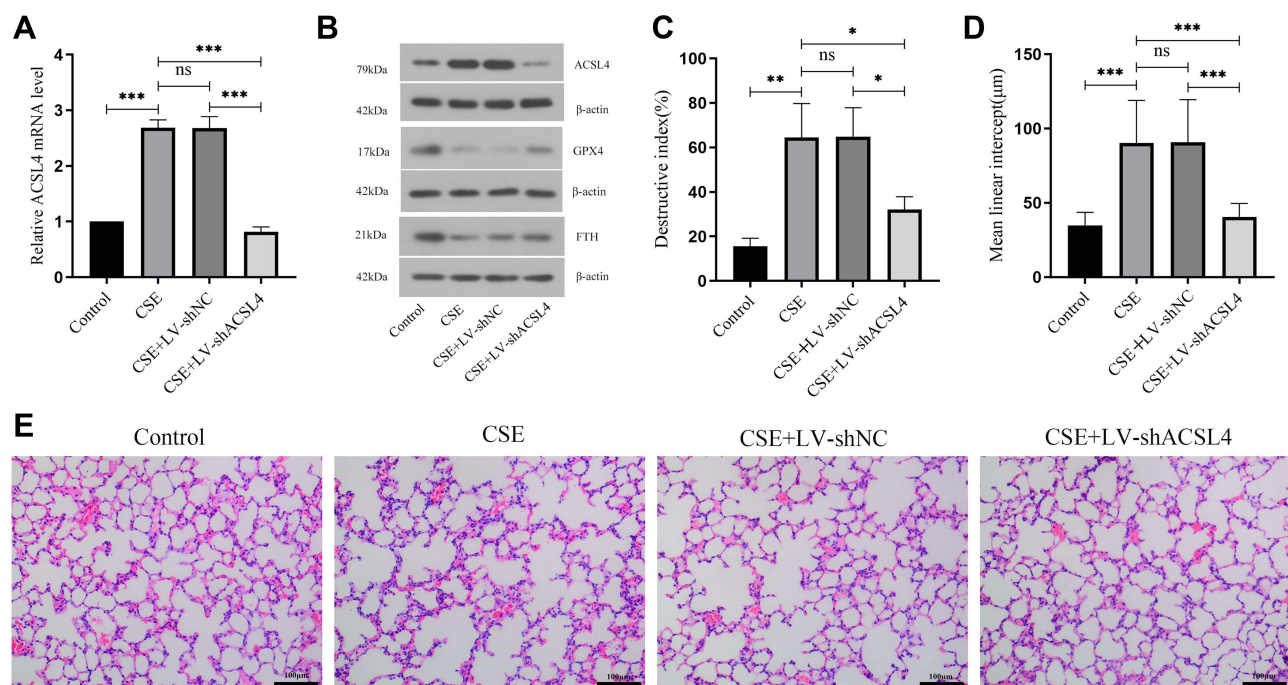 A
Relative ACSL4 mRNA level
4
3
2
1
0
***
ns
***
***
Control
CSE
CSE+LV-shNC
CSE+LV-shACSL4
B
79kDa
ACSL4
42kDa
β-actin
17kDa
GPX4
42kDa
β-actin
21kDa
FTH
42kDa
β-actin
Control
CSE
CSE+LV-shNC
CSE+LV-shACSL4
C
Destructive index(%)
100
80
60
40
20
0
*
ns
**
*
Control
CSE
CSE+LV-shNC
CSE+LV-shACSL4
D
Mean linear intercept(μm)
150
100
50
0
***
ns
***
***
Control
CSE
CSE+LV-shNC
CSE+LV-shACSL4
E
Control
CSE
CSE+LV-shNC
CSE+LV-shACSL4
100μm
100μm
100μm
100μm